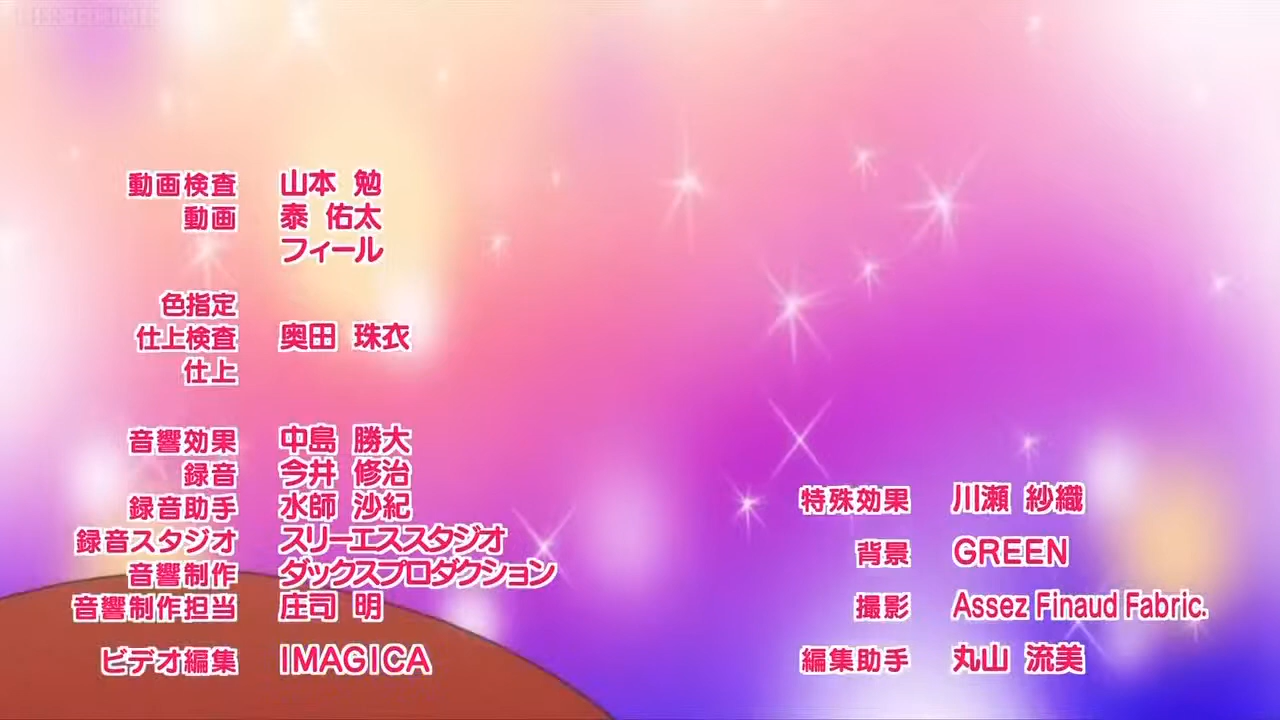 動画検査 山本 勉
動画 泰 佑太
フィール
色指定
仕上検査 奥田 珠衣
仕上
音響効果 中島 勝大
録音 今井 修治
録音助手 水師 沙紀
録音スタジオ スリーエススタジオ
音響制作 ダックスプロダクション
音響制作担当 庄司 明
ビデオ編集 IMAGICA
特殊効果 川瀬 紗織
背景 GREEN
撮影 Assez Finaud Fabric.
編集助手 丸山 流美